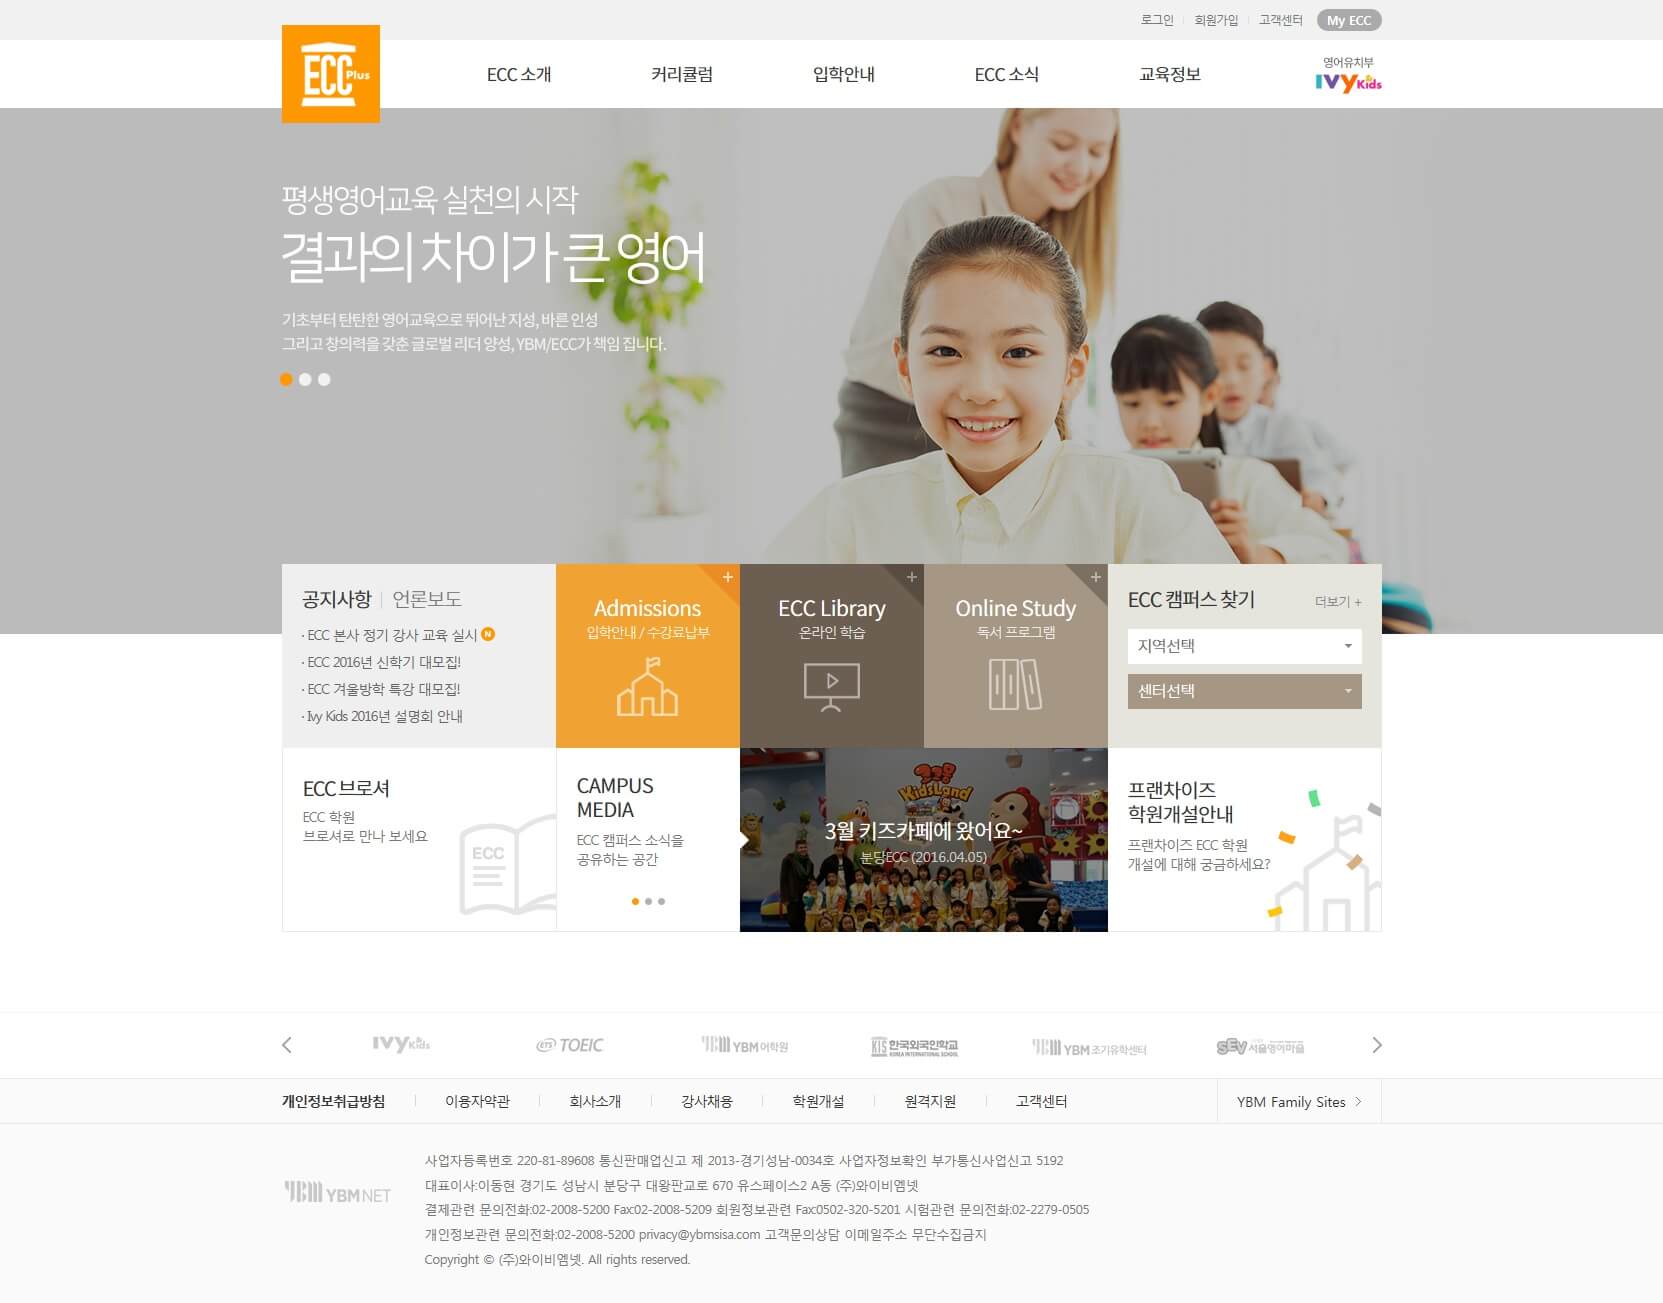 로그인
회원가입
고객센터
My ECC
ECC Plus
ECC 소개
커리큘럼
입학안내
ECC 소식
교육정보
영어유치부
IVY Kids
평생영어교육 실천의 시작
결과의 차이가 큰 영어
기초부터 탄탄한 영어교육으로 뛰어난 지성, 바른 인성
그리고 창의력을 갖춘 글로벌 리더 양성, YBM/ECC가 책임 집니다.
공지사항
언론보도
· ECC 본사 정기 강사 교육 실시 N
· ECC 2016년 신학기 대모집!
· ECC 겨울방학 특강 대모집!
· Ivy Kids 2016년 설명회 안내
Admissions
입학안내 / 수강료납부
ECC Library
온라인 학습
Online Study
독서 프로그램
ECC 캠퍼스 찾기
더보기 +
지역선택
센터선택
ECC 브로셔
ECC 학원
브로셔로 만나 보세요
ECC
CAMPUS
MEDIA
ECC 캠퍼스 소식을
공유하는 공간
코코몽
KidsLand
3월 키즈카페에 왔어요~
분당ECC (2016.04.05)
프랜차이즈
학원개설안내
프랜차이즈 ECC 학원
개설에 대해 궁금하세요?
IVY Kids
ETS TOEIC
YBM 어학원
KIS 한국외국인학교
KOREA INTERNATIONAL SCHOOL
YBM 조기유학센터
SEV 서울영어마을
개인정보취급방침
이용자약관
회사소개
강사채용
학원개설
원격지원
고객센터
YBM Family Sites
YBM NET
사업자등록번호 220-81-89608 통신판매업신고 제 2013-경기성남-0034호 사업자정보확인 부가통신사업신고 5192
대표이사:이동현 경기도 성남시 분당구 대왕판교로 670 유스페이스2 A동 (주)와이비엠넷
결제관련 문의전화:02-2008-5200 Fax:02-2008-5209 회원정보관련 Fax:0502-320-5201 시험관련 문의전화:02-2279-0505
개인정보관련 문의전화:02-2008-5200 privacy@ybmsisa.com 고객문의상담 이메일주소 무단수집금지
Copyright © (주)와이비엠넷. All rights reserved.